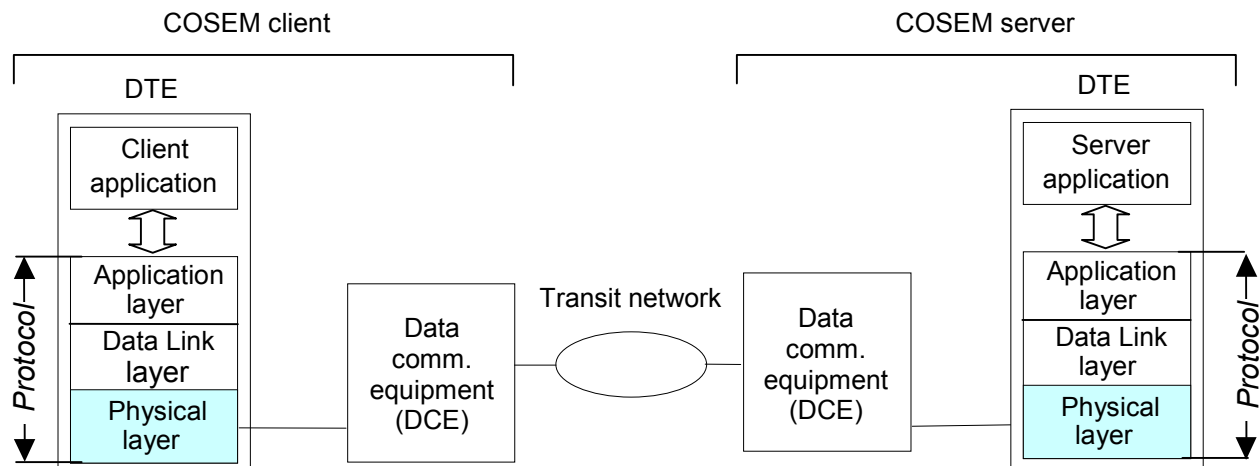 COSEM client
COSEM server
DTE
DTE
Client
application
Server
application
Protocol
Application
layer
Data Link
layer
Physical
layer
Data
comm.
equipment
(DCE)
Transit network
Data
comm.
equipment
(DCE)
Application
layer
Data Link
layer
Physical
layer
Protocol